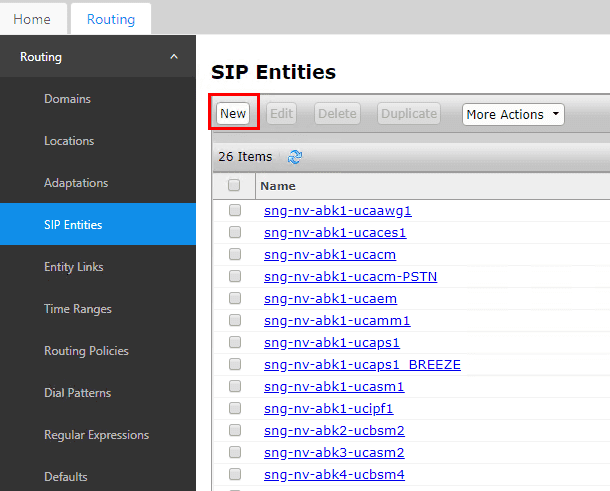 Home Routing
Routing
Domains
Locations
Adaptations
SIP Entities
Entity Links
Time Ranges
Routing Policies
Dial Patterns
Regular Expressions
Defaults
SIP Entities
New Edit Delete Duplicate More Actions
26 Items
Name
sng-nv-abk1-ucaawg1
sng-nv-abk1-ucaces1
sng-nv-abk1-ucacm
sng-nv-abk1-ucacm-PSTN
sng-nv-abk1-ucaem
sng-nv-abk1-ucamm1
sng-nv-abk1-ucaps1
sng-nv-abk1-ucaps1_BREEZE
sng-nv-abk1-ucasm1
sng-nv-abk1-ucipf1
sng-nv-abk2-ucbsm2
sng-nv-abk3-ucasm2
sng-nv-abk4-ucbsm4